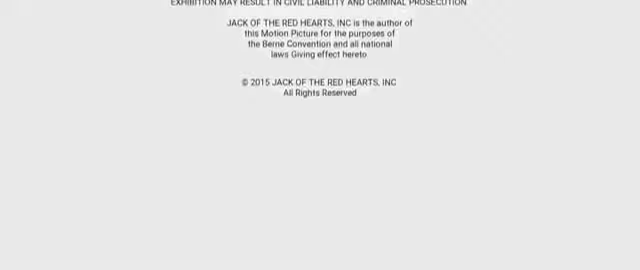 EXHIBITION MAY RESULT IN CIVIL LIABILITY AND CRIMINAL PROSECUTION
JACK OF THE RED HEARTS, INC is the author of
this Motion Picture for the purposes of
the Berne Convention and all national
laws Giving effect hereto
© 2015 JACK OF THE RED HEARTS, INC
All Rights Reserved